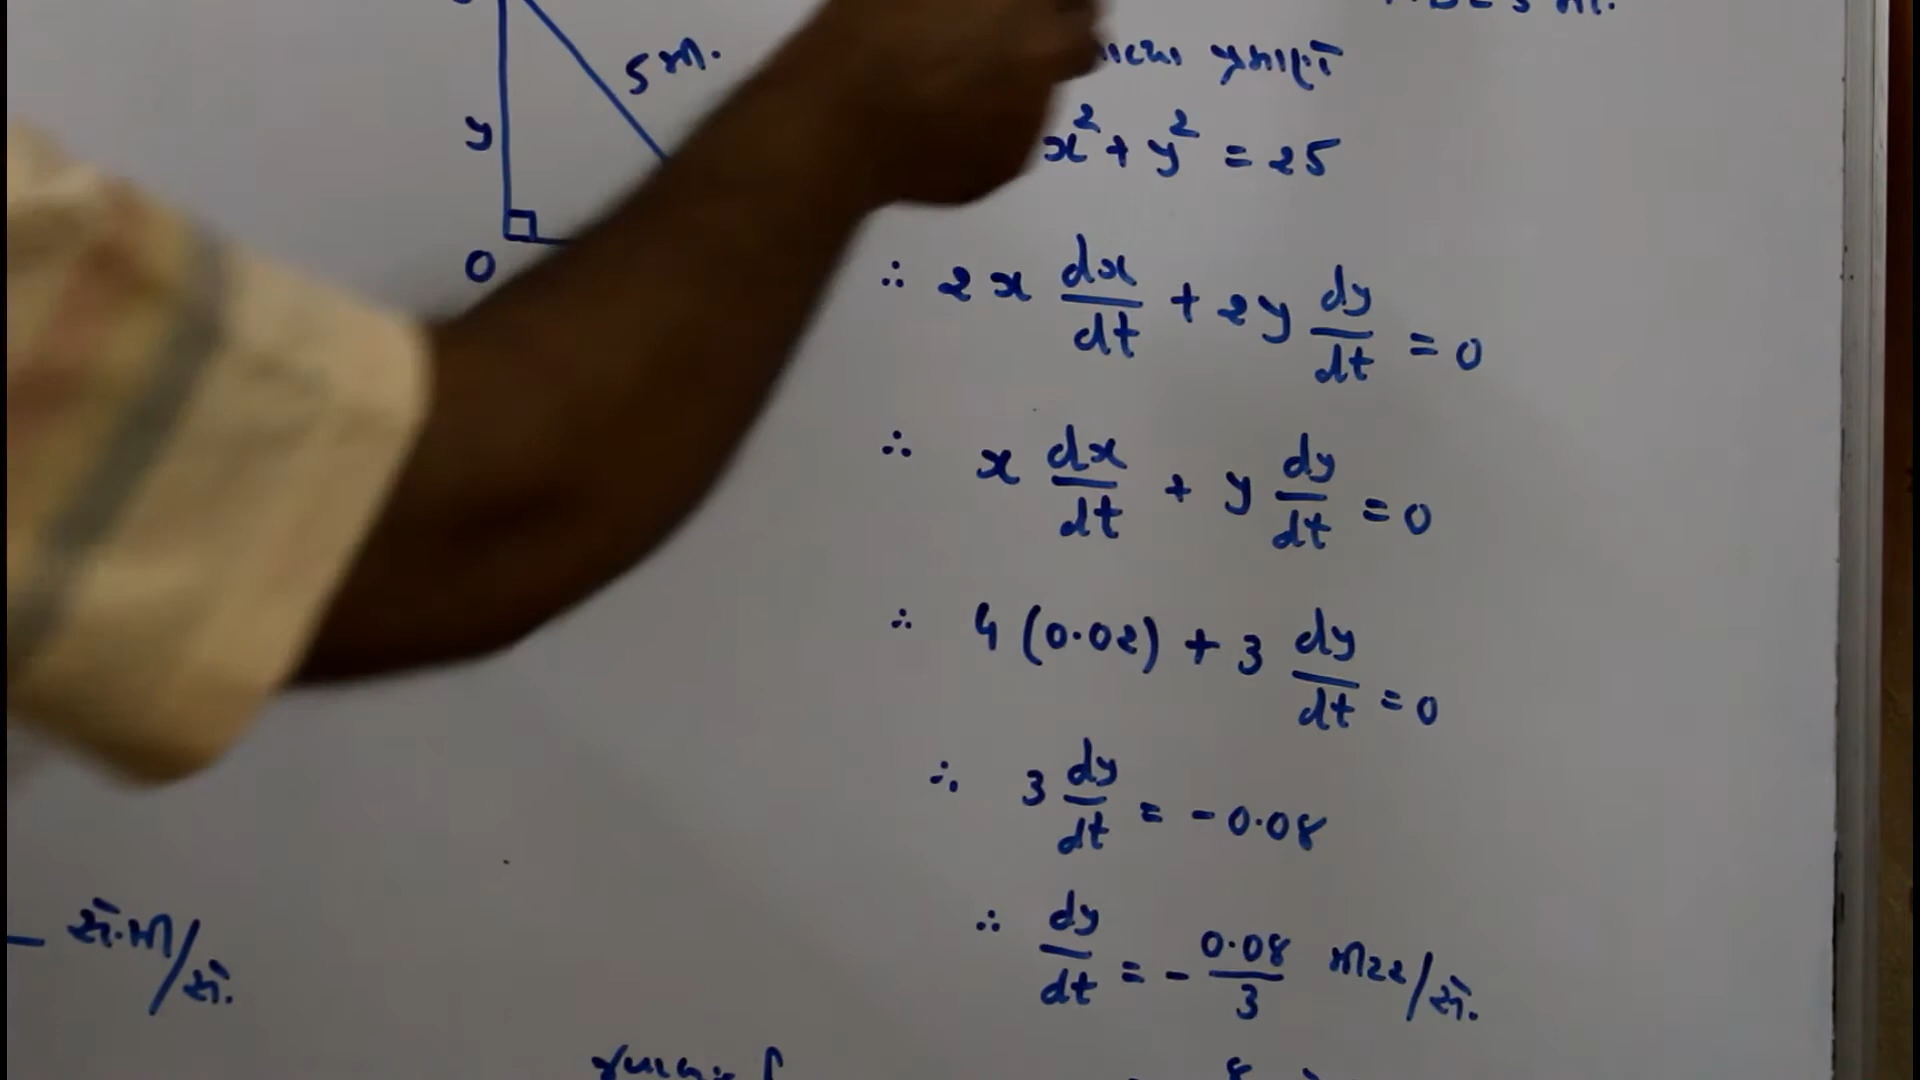 5 મી.
y
O
x² + y² = 25
∴ 2x dx/dt + 2y dy/dt = 0
∴ x dx/dt + y dy/dt = 0
∴ 4 (0.02) + 3 dy/dt = 0
∴ 3 dy/dt = - 0.08
∴ dy/dt = - 0.08/3 મીટર/સે.
સે.મી/સે.
8